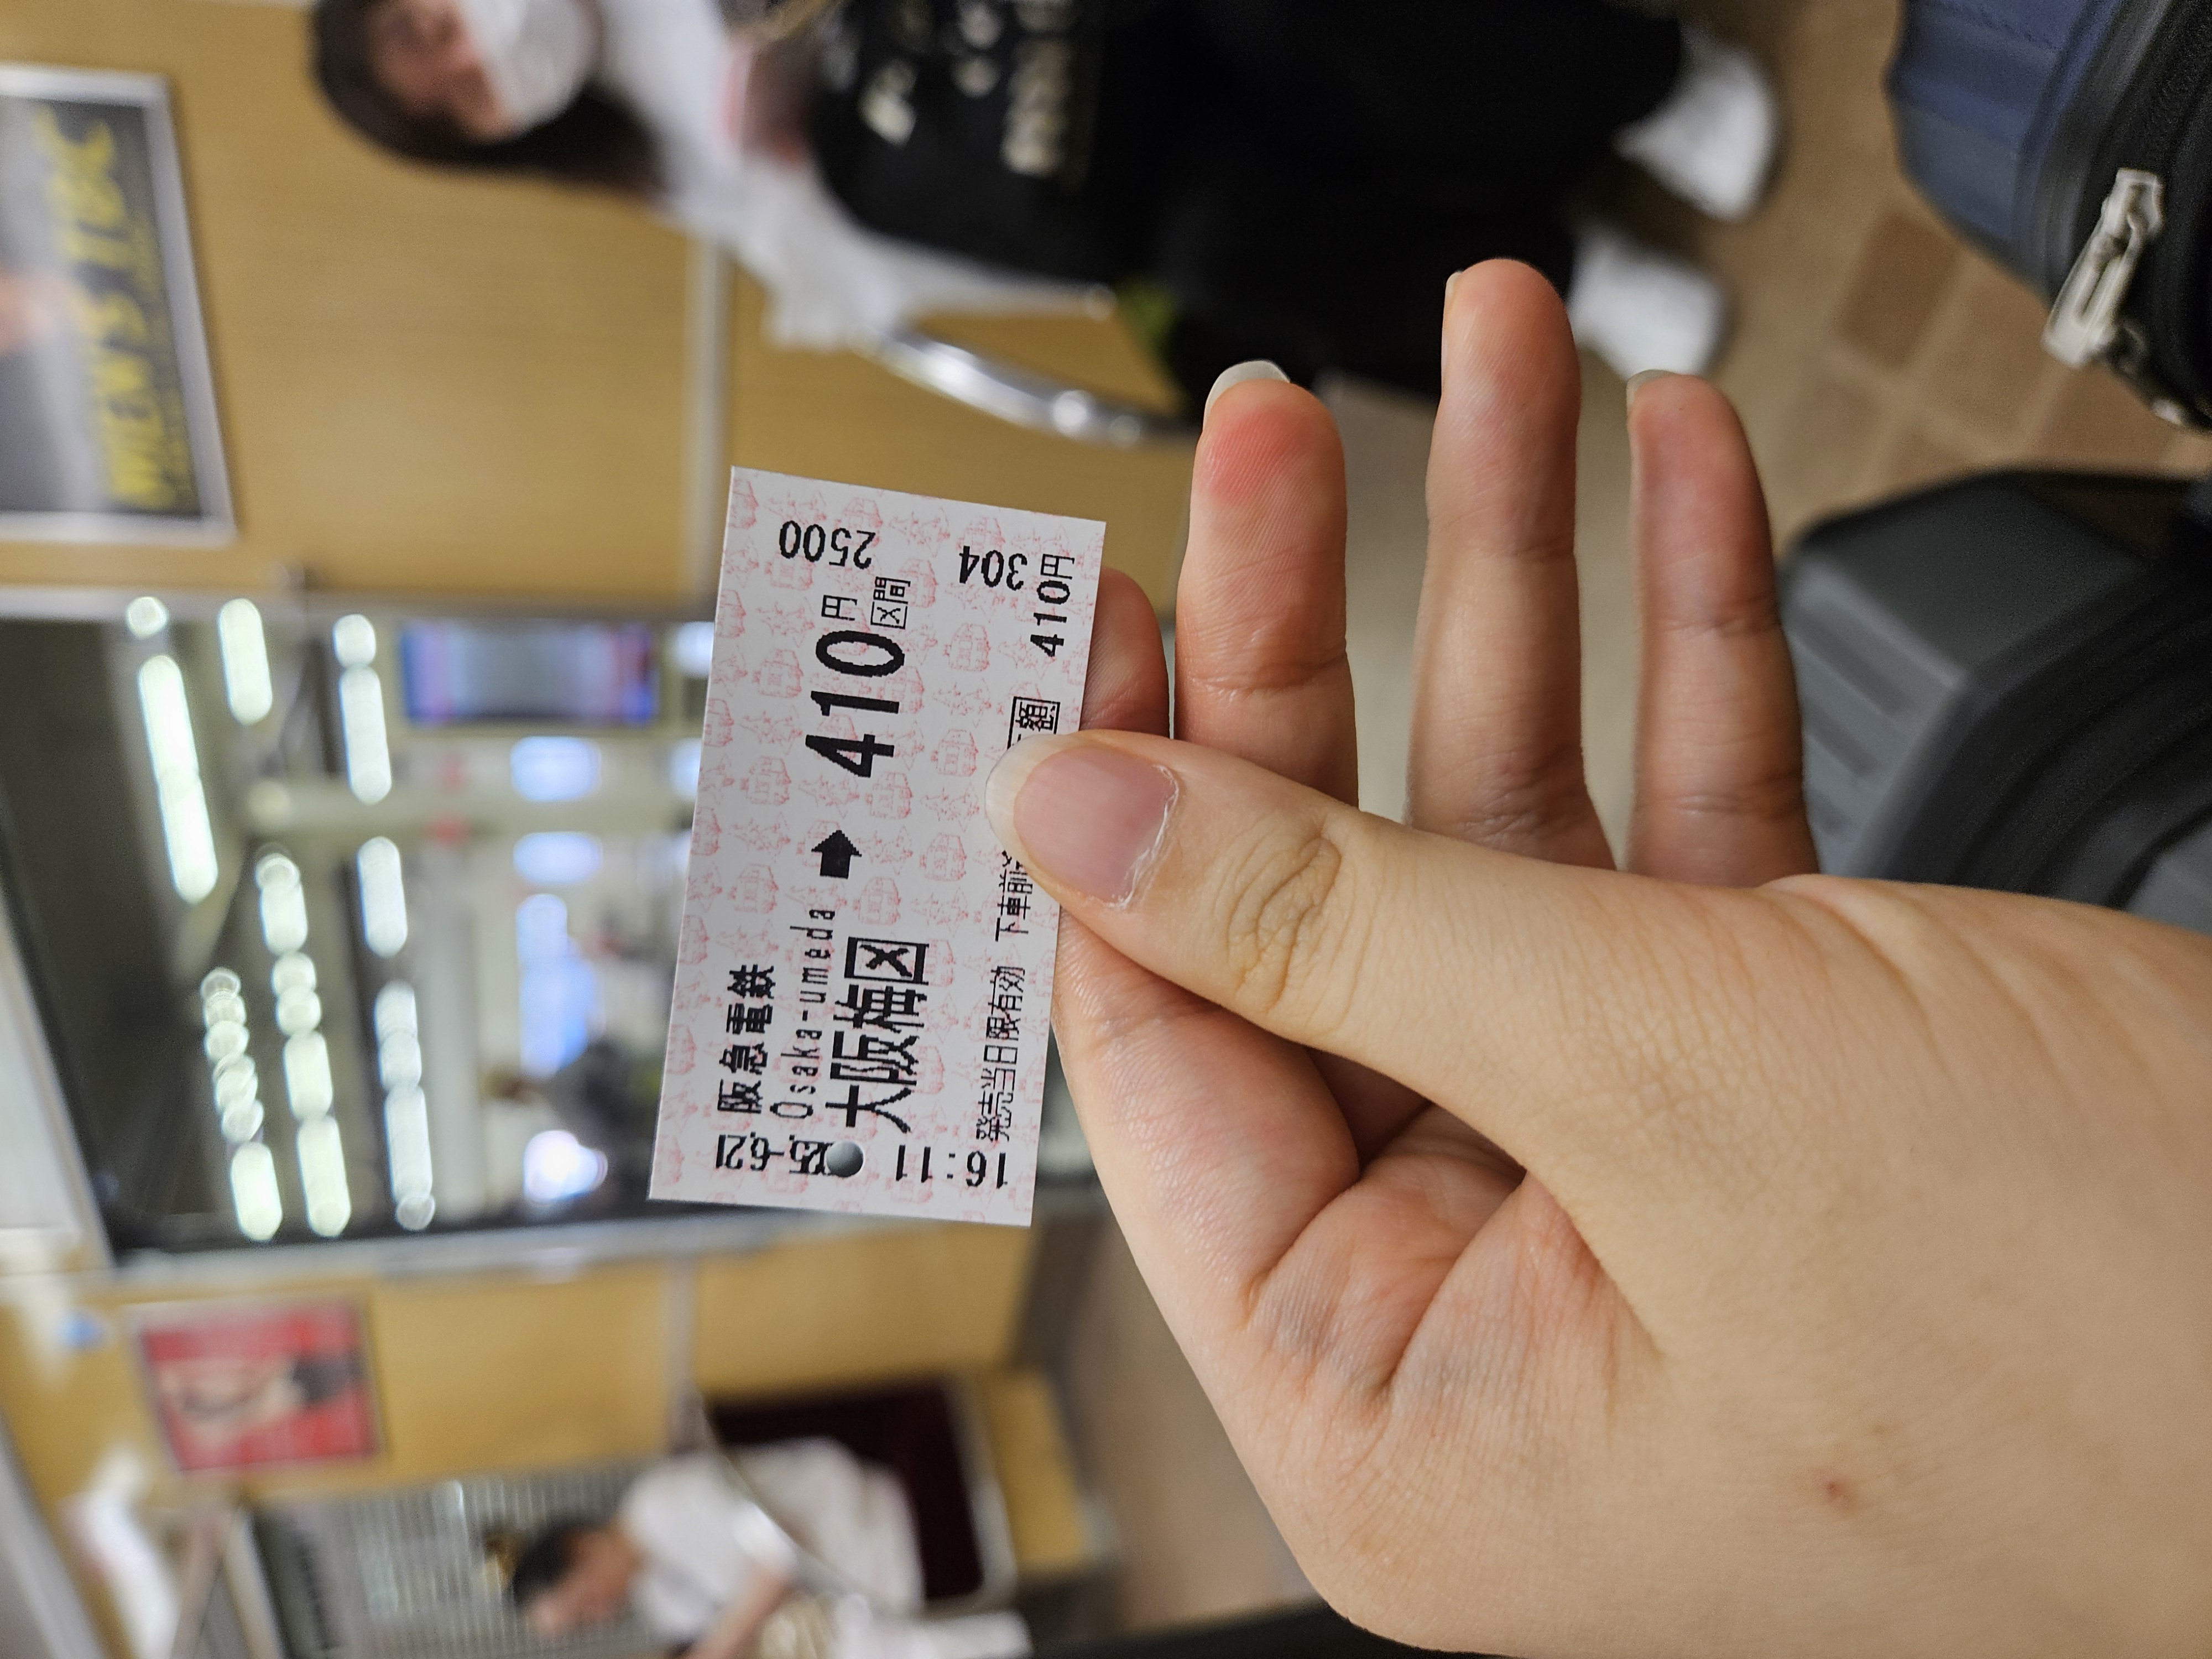 MEN'S TBC
16:11 25.-6.21
阪急電鉄
Osaka-umeda
大阪梅田 ➡ 410円区間
2500
304
発売当日限有効 下車前 額 410円